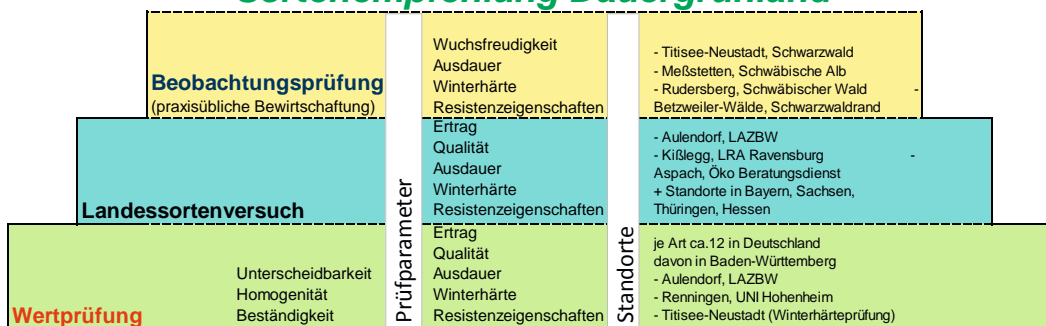 Sortenempfehlung Dauergrünland
Beobachtungsprüfung
(praxisübliche Bewirtschaftung)
Wuchsfreudigkeit
Ausdauer
Winterhärte
Resistenzeigenschaften
- Titisee-Neustadt, Schwarzwald
- Meßstetten, Schwäbische Alb
- Rudersberg, Schwäbischer Wald -
Betzweiler-Wälde, Schwarzwaldrand
Landessortenversuch
Ertrag
Qualität
Ausdauer
Winterhärte
Resistenzeigenschaften
- Aulendorf, LAZBW
- Kißlegg, LRA Ravensburg -
Aspach, Öko Beratungsdienst
+ Standorte in Bayern, Sachsen,
Thüringen, Hessen
Wertprüfung
Unterscheidbarkeit
Homogenität
Beständigkeit
Prüfparameter
Ertrag
Qualität
Ausdauer
Winterhärte
Resistenzeigenschaften
Standorte
je Art ca.12 in Deutschland
davon in Baden-Württemberg
- Aulendorf, LAZBW
- Renningen, UNI Hohenheim
- Titisee-Neustadt (Winterhärteprüfung)